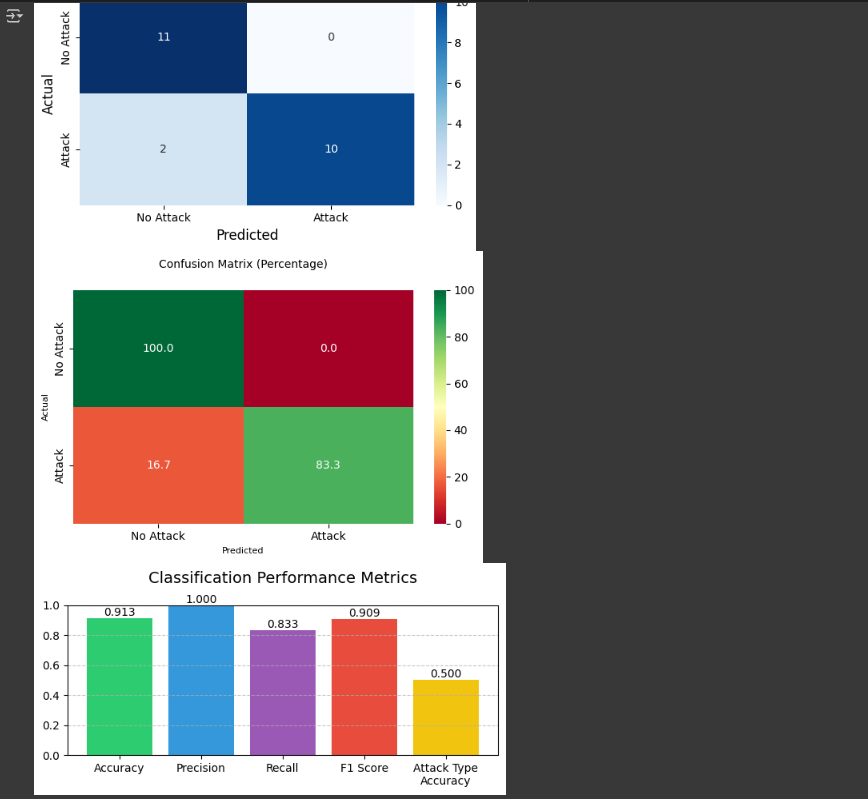 No Attack
11
0
10
8
6
4
2
0
Actual
Attack
2
10
No Attack
Attack
Predicted
Confusion Matrix (Percentage)
No Attack
100.0
0.0
100
80
60
40
20
0
Actual
Attack
16.7
83.3
No Attack
Attack
Predicted
Classification Performance Metrics
1.0
0.8
0.6
0.4
0.2
0.0
0.913
1.000
0.833
0.909
0.500
Accuracy
Precision
Recall
F1 Score
Attack Type
Accuracy